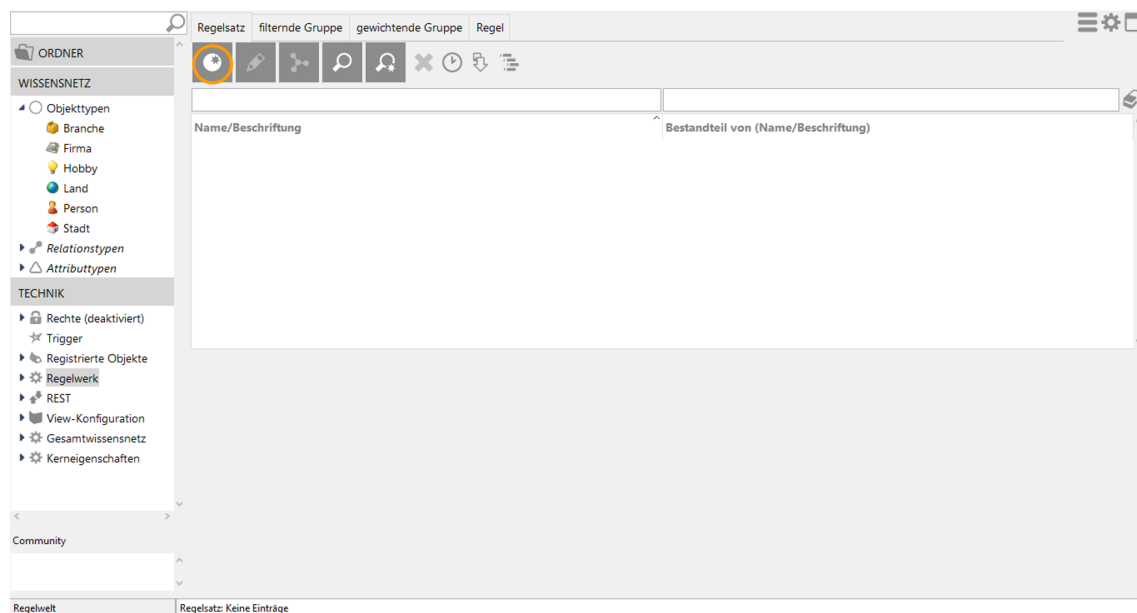 Regelsatz filternde Gruppe gewichtende Gruppe Regel
ORDNER
WISSENSNETZ
Objekttypen
Branche
Firma
Hobby
Land
Person
Stadt
Relationstypen
Attributtypen
TECHNIK
Rechte (deaktiviert)
Trigger
Registrierte Objekte
Regelwerk
REST
View-Konfiguration
Gesamtwissensnetz
Kerneigenschaften
Community
Regelwelt
Name/Beschriftung Bestandteil von (Name/Beschriftung)
Regelsatz: Keine Einträge